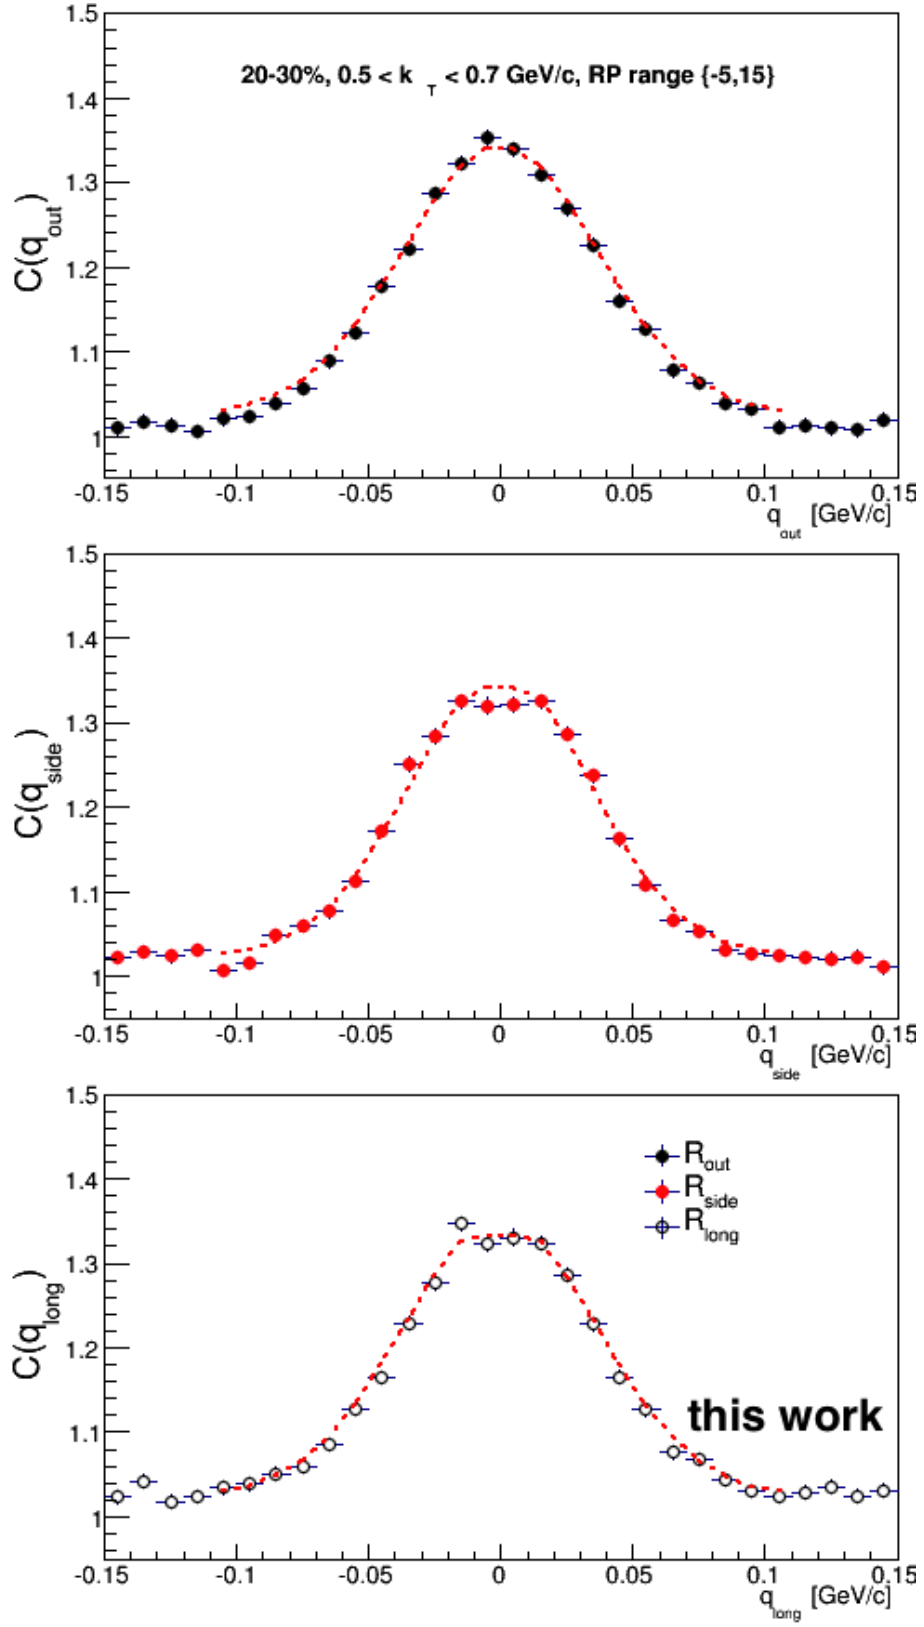 1.5
20-30%, 0.5 < k_T < 0.7 GeV/c, RP range {-5,15}
1.4
1.3
C(q_out)
1.2
1.1
1
-0.15 -0.1 -0.05 0 0.05 0.1 0.15
q_out [GeV/c]
1.5
1.4
1.3
C(q_side)
1.2
1.1
1
-0.15 -0.1 -0.05 0 0.05 0.1 0.15
q_side [GeV/c]
1.5
1.4
R_out
R_side
R_long
1.3
C(q_long)
1.2
1.1
this work
1
-0.15 -0.1 -0.05 0 0.05 0.1 0.15
q_long [GeV/c]